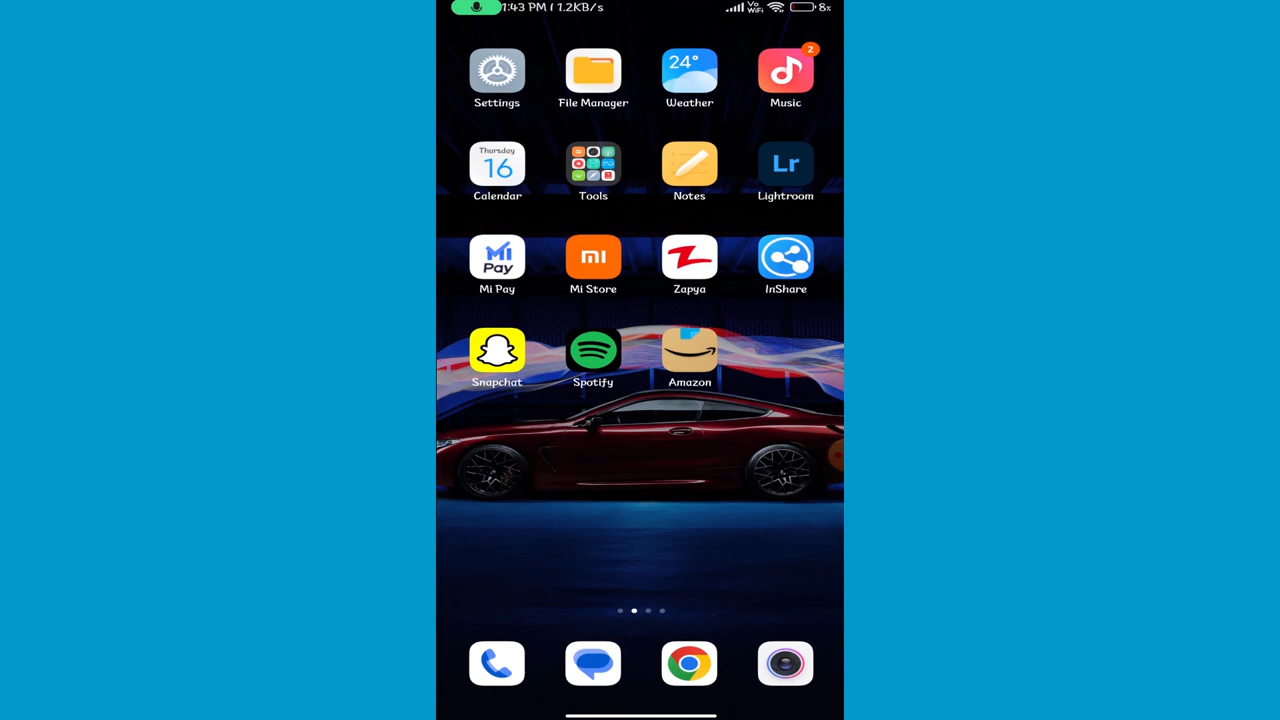 1:43 PM | 1.2KB/s Vo WiFi 8%
24° 2
Settings File Manager Weather Music
Thursday
16 Lr
Calendar Tools Notes Lightroom
Mi Pay mi
Mi Pay Mi Store Zapya InShare
Snapchat Spotify Amazon